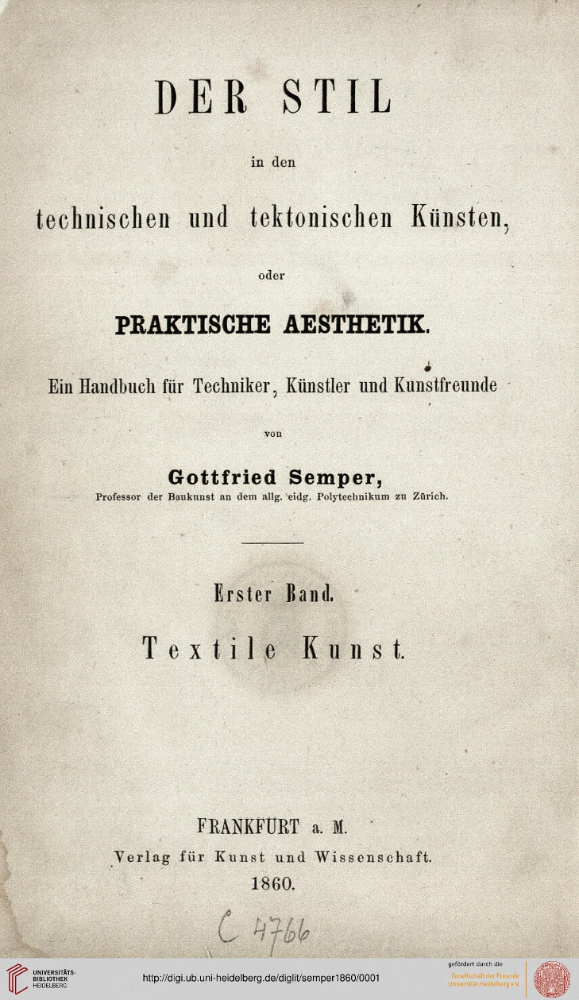 DER STIL
in den
technischen und tektonischen Künsten,
oder
PRAKTISCHE AESTHETIK.
Ein Handbuch für Techniker, Künstler und Kunstfreunde
von
Gottfried Semper,
Professor der Baukunst an dem allg. eidg. Polytechnikum zu Zürich.
Erster Band.
Textile Kunst.
FRANKFURT a. M.
Verlag für Kunst und Wissenschaft.
1860.
C 4766
UNIVERSITÄTS-
BIBLIOTHEK
HEIDELBERG
http://digi.ub.uni-heidelberg.de/diglit/semper1860/0001
gefördert durch die
Gesellschaft der Freunde
Universität Heidelberg e.V.